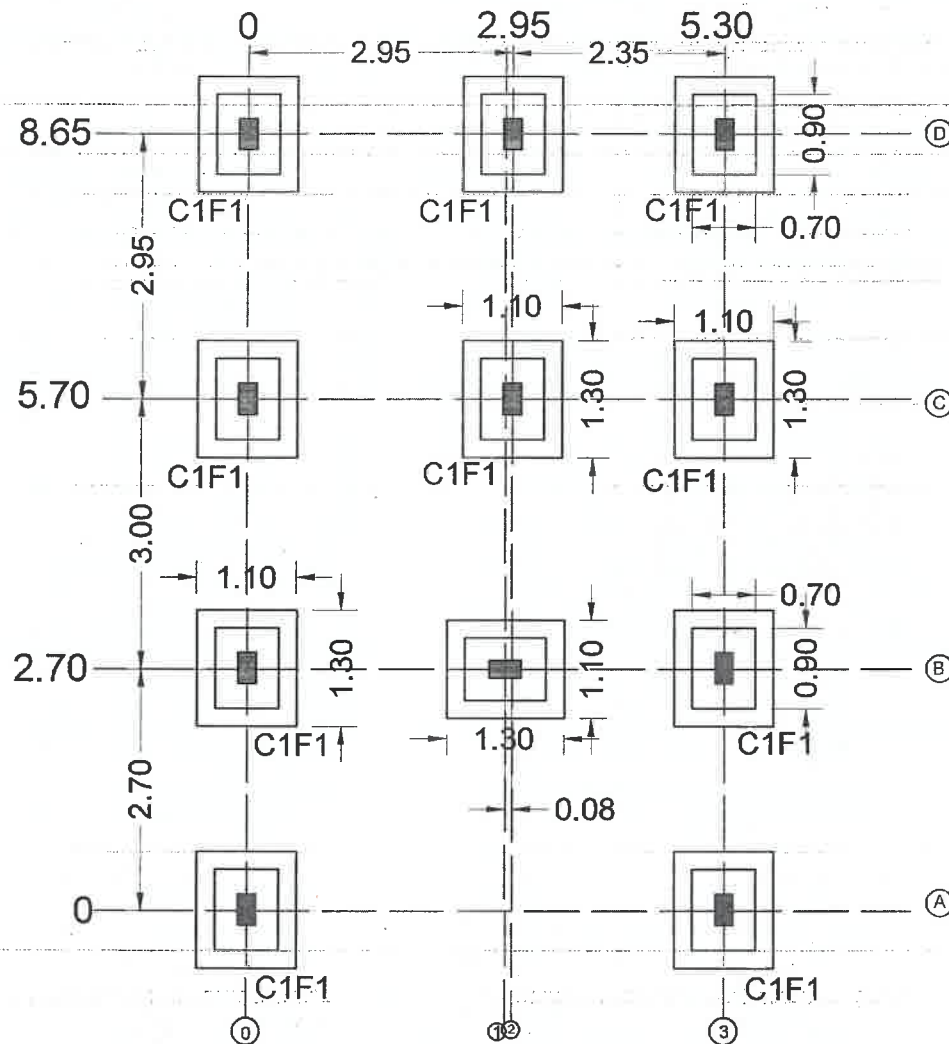 0 2.95 5.30
2.95 2.35
8.65 0.90 D
C1F1 C1F1 C1F1
0.70
2.95
1.10 1.10
5.70 1.30 1.30 C
C1F1 C1F1
3.00
1.10 0.70
2.70 1.30 1.10 0.90 B
C1F1 1.30 C1F1
2.70
0.08
0 A
C1F1 C1F1
0 1 2 3